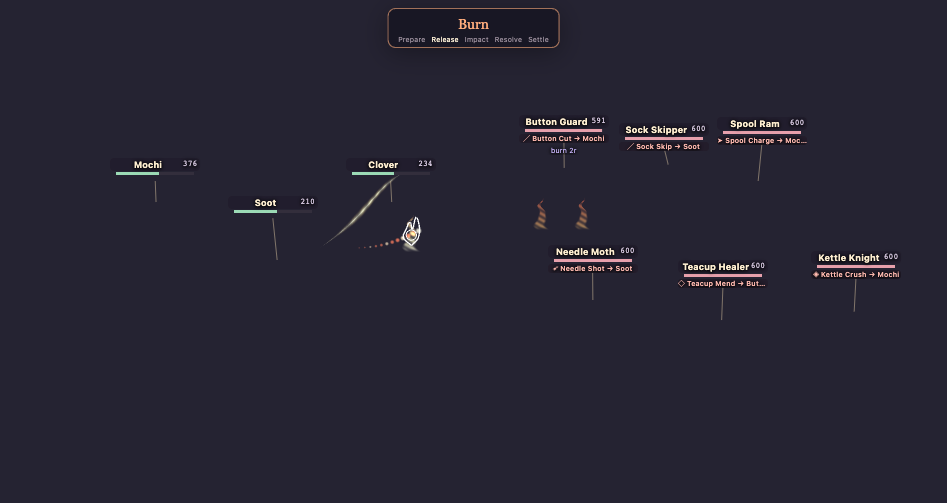 Burn
Prepare Release Impact Resolve Settle
Button Guard 591
Button Cut → Mochi
burn 2r
Sock Skipper 600
Sock Skip → Soot
Spool Ram 600
Spool Charge → Moc...
Mochi 376
Clover 234
Soot 210
Needle Moth 600
Needle Shot → Soot
Teacup Healer 600
Teacup Mend → But...
Kettle Knight 600
Kettle Crush → Mochi